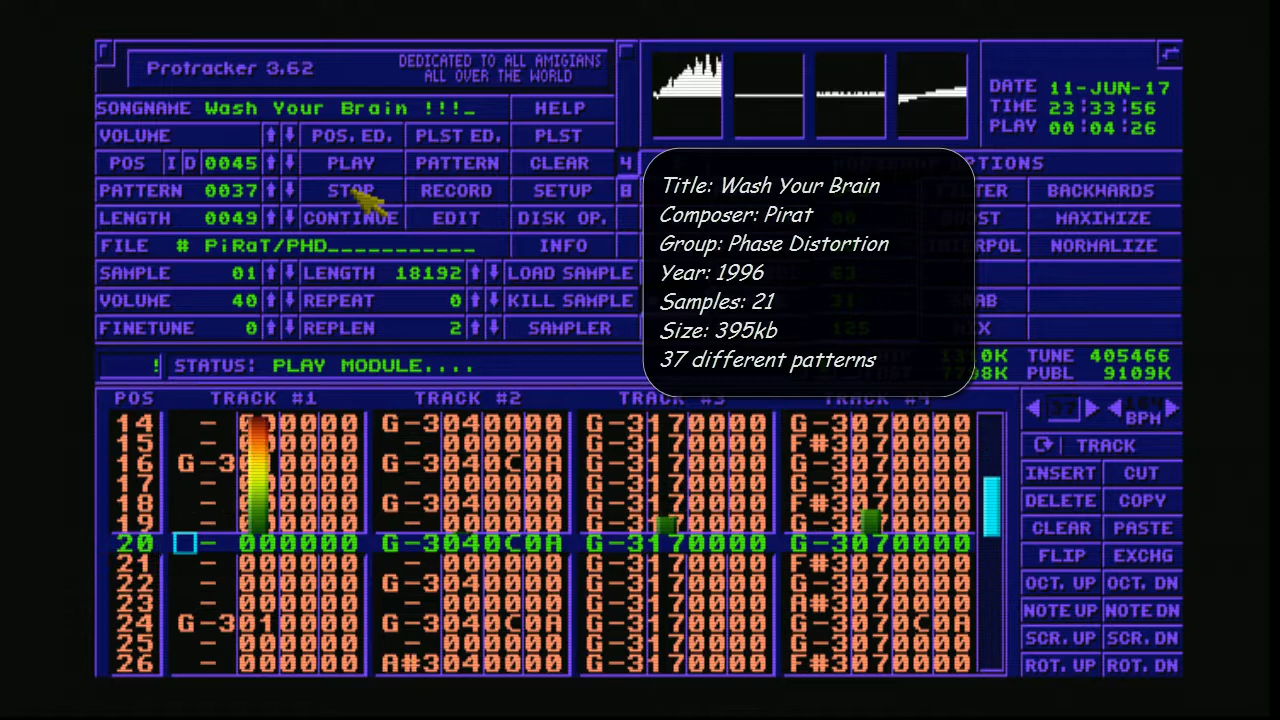 Protracker 3.62
DEDICATED TO ALL AMIGIANS
ALL OVER THE WORLD
SONGNAME Wash Your Brain !!!_ HELP
VOLUME POS. ED. PLST ED. PLST
POS I D 0045 PLAY PATTERN CLEAR 4
PATTERN 0037 STOP RECORD SETUP 8
LENGTH 0049 CONTINUE EDIT DISK OP.
FILE # PiRaT/PHD____________ INFO
SAMPLE 01 LENGTH 18192 LOAD SAMPLE
VOLUME 40 REPEAT 0 KILL SAMPLE
FINETUNE 0 REPLEN 2 SAMPLER
! STATUS: PLAY MODULE....
DATE 11-JUN-17
TIME 23:33:56
PLAY 00:04:26
OPTIONS
BACKWARDS
MAXIMIZE
NORMALIZE
Title: Wash Your Brain
Composer: Pirat
Group: Phase Distortion
Year: 1996
Samples: 21
Size: 395kb
37 different patterns
TUNE 405466
PUBL 9109K
POS TRACK #1 TRACK #2
14 - 000000 G-3040000 G-3170000 F#3070000
15 - 000000 - 000000 G-3170000 G-3070000
16 G-3010000 G-3040C0A G-3170000 G-3070000
17 - 000000 - 000000 G-3170000 G-3070000
18 - 000000 G-3040000 G-3170000 F#3070000
19 - 000000 - 000000 G-3170000 G-3070000
20 - 000000 G-3040C0A G-3170000 G-3070000
21 - 000000 - 000000 G-3170000 F#3070000
22 - 000000 G-3040000 G-3170000 G-3070000
23 - 000000 - 000000 G-3170000 A#3070000
24 G-3010000 G-3040C0A G-3170000 G-3070C0A
25 - 000000 - 000000 G-3170000 G-3070000
26 - 000000 A#3040000 G-3170000 F#3070000
BPM
TRACK
INSERT CUT
DELETE COPY
CLEAR PASTE
FLIP EXCHG
OCT. UP OCT. DN
NOTE UP NOTE DN
SCR. UP SCR. DN
ROT. UP ROT. DN